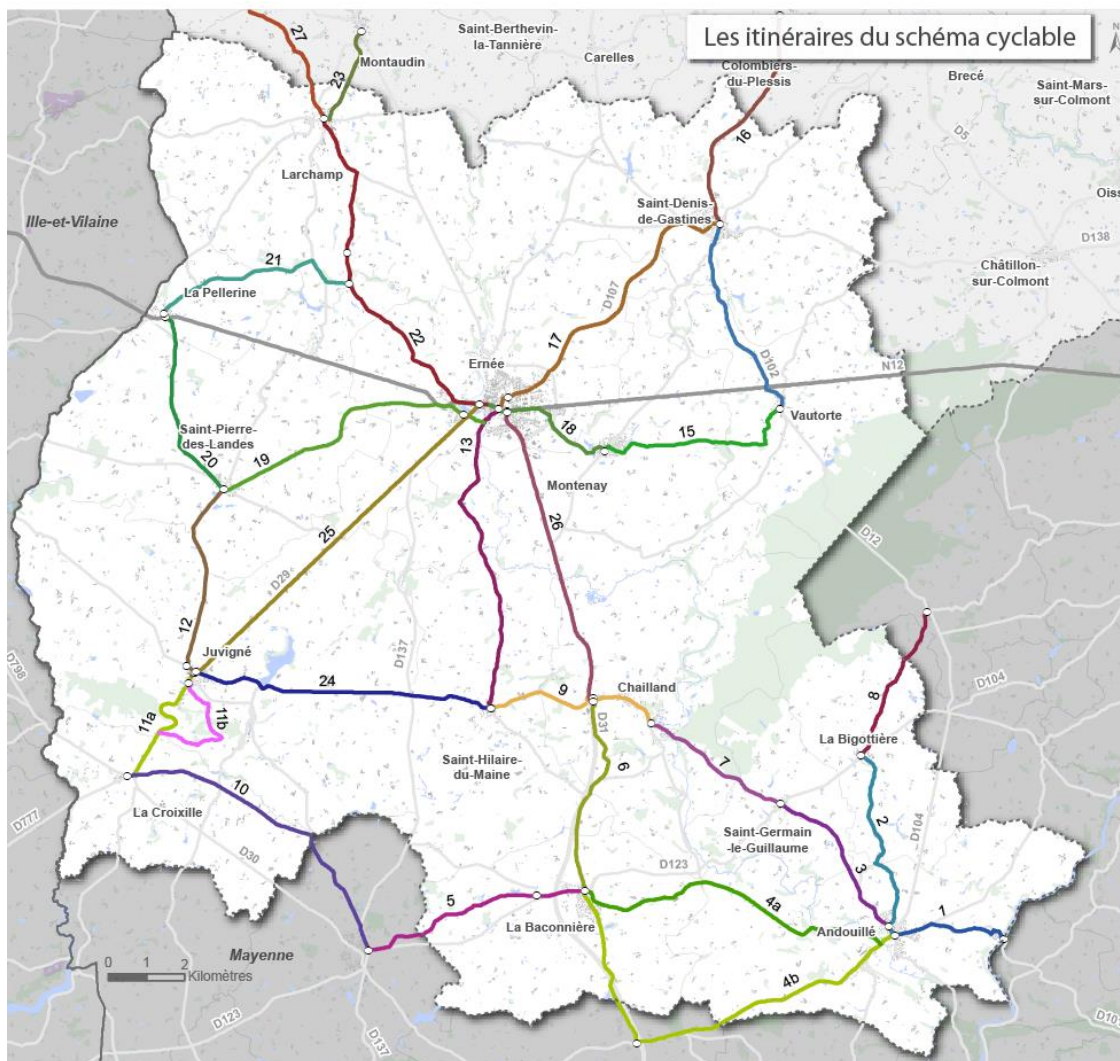 Les itinéraires du schéma cyclable
27
Saint-Berthevin-
la-Tannière
Montaudin
23
Carelles
Colombiers-
du-Plessis
Brecé
Saint-Mars-
sur-Colmont
D5
16
Larchamp
Saint-Denis-
de-Gastines
Ille-et-Vilaine
D138
Châtillon-
sur-Colmont
21
La Pellerine
D107
22
17
Ernée
D102
N12
Vautorte
18
15
13
Saint-Pierre-
des-Landes
19
20
Montenay
26
25
D12
D29
12
D137
D798
Juvigné
24
9
Chailland
D31
D104
8
11a
11b
La Bigottière
Saint-Hilaire-
du-Maine
6
7
10
La Croixille
D777
2
D104
Saint-Germain
-le-Guillaume
D30
D123
3
5
4a
1
La Baconnière
Andouillé
Mayenne
0 1 2
Kilomètres
4b
D123
D137